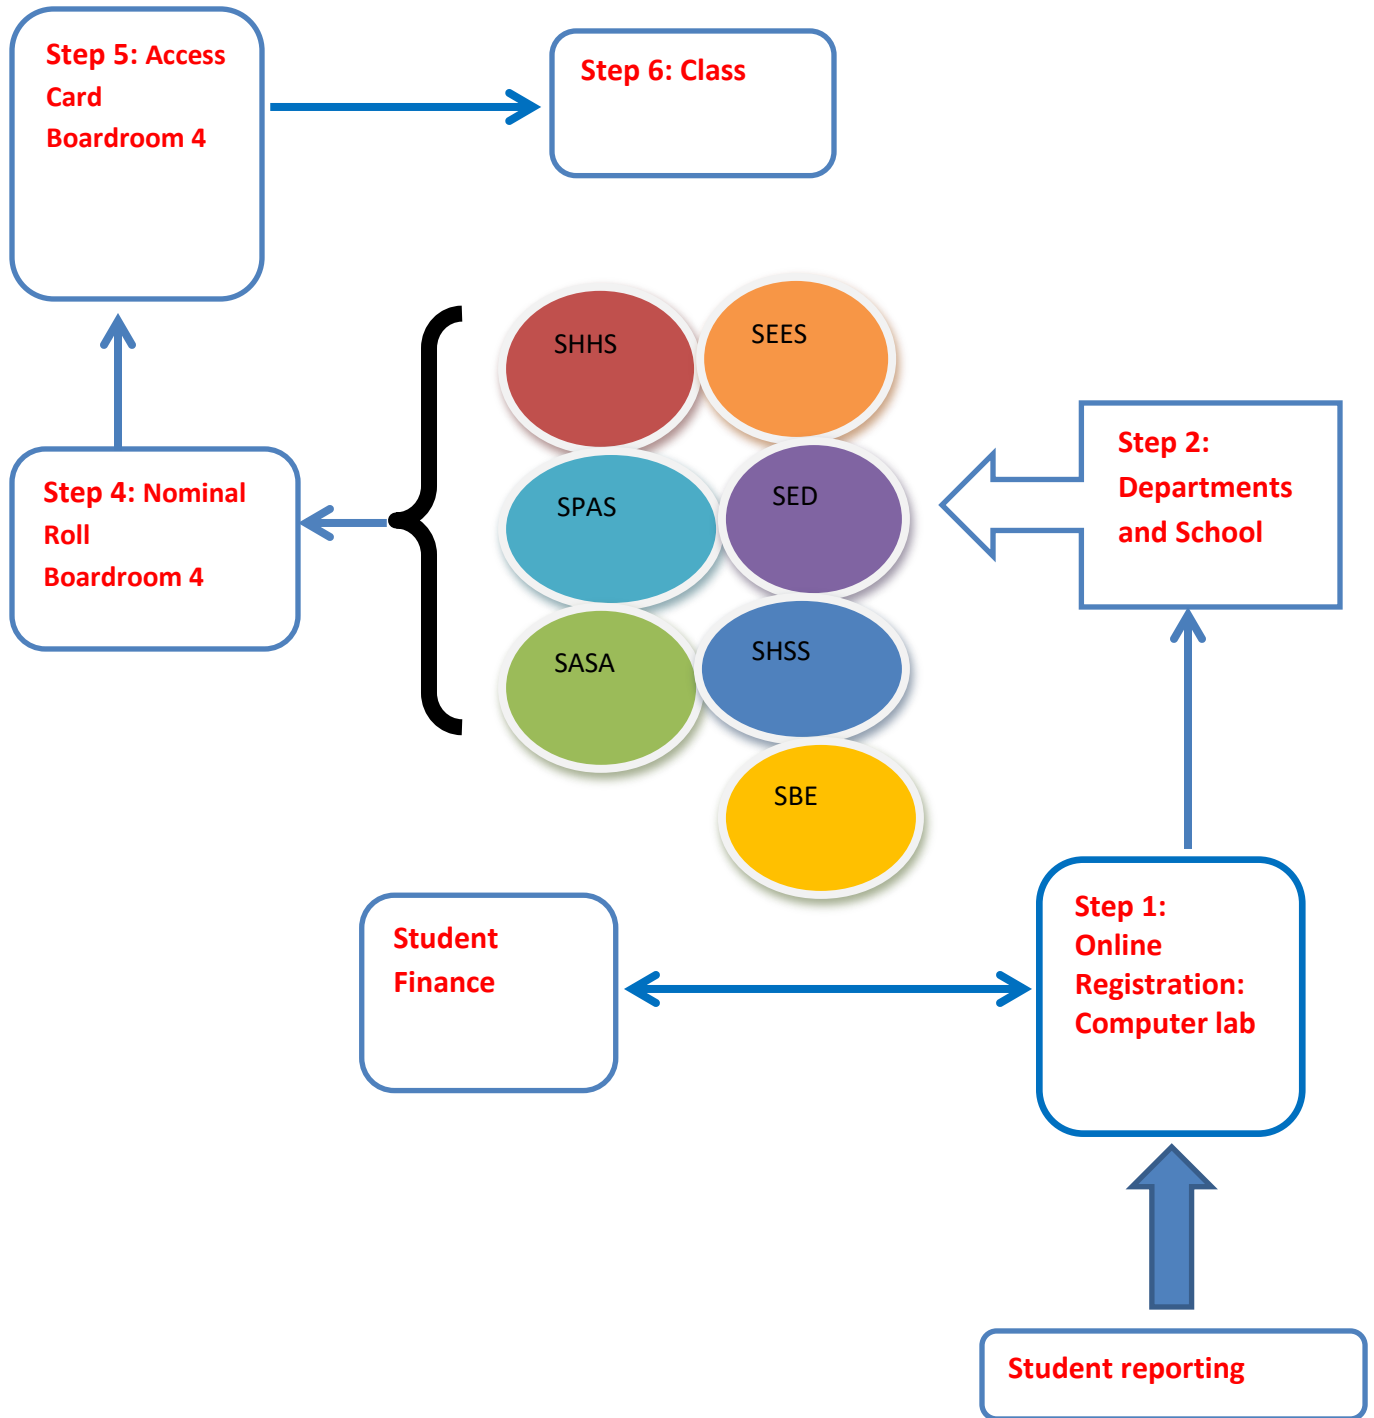 Step 5: Access
Card
Boardroom 4
Step 6: Class
SHHS
SEES
Step 2:
Departments
and School
Step 4: Nominal
Roll
Boardroom 4
SPAS
SED
SASA
SHSS
SBE
Student
Finance
Step 1:
Online
Registration:
Computer lab
Student reporting